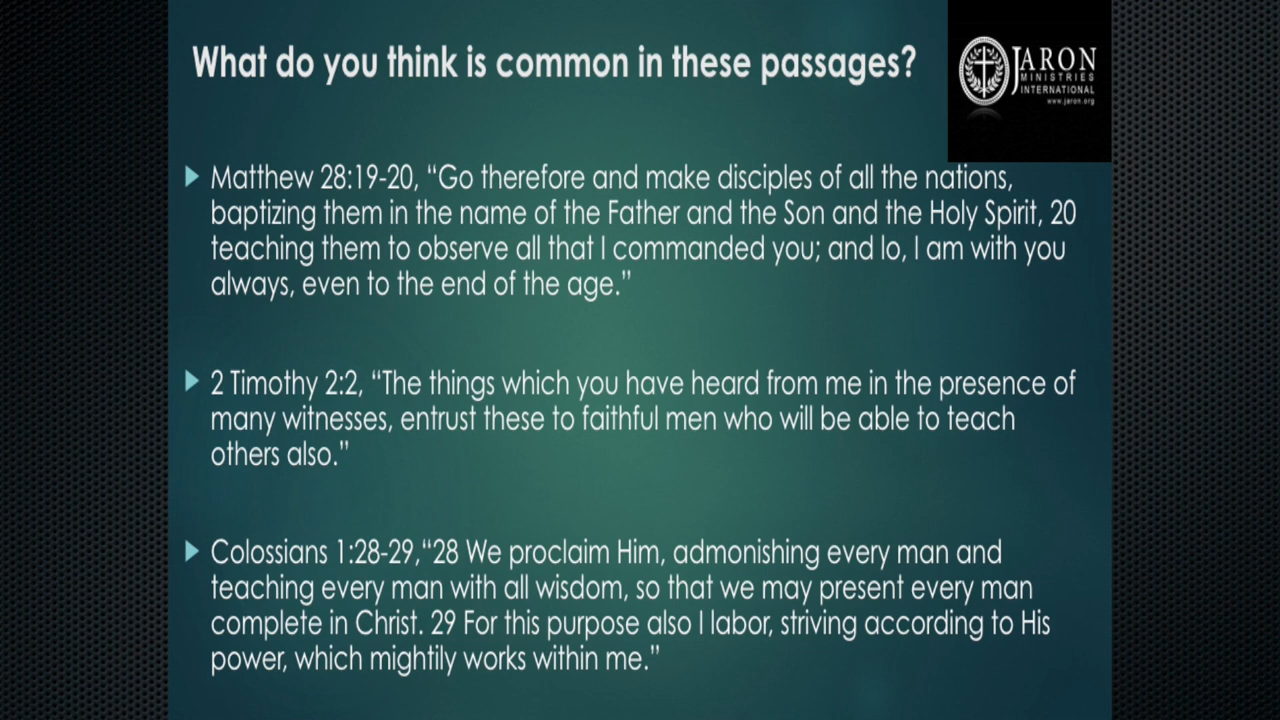 What do you think is common in these passages?
JARON
MINISTRIES
INTERNATIONAL
www.jaron.org
Matthew 28:19-20, “Go therefore and make disciples of all the nations,
baptizing them in the name of the Father and the Son and the Holy Spirit, 20
teaching them to observe all that I commanded you; and lo, I am with you
always, even to the end of the age.”
2 Timothy 2:2, “The things which you have heard from me in the presence of
many witnesses, entrust these to faithful men who will be able to teach
others also.”
Colossians 1:28-29,“28 We proclaim Him, admonishing every man and
teaching every man with all wisdom, so that we may present every man
complete in Christ. 29 For this purpose also I labor, striving according to His
power, which mightily works within me.”